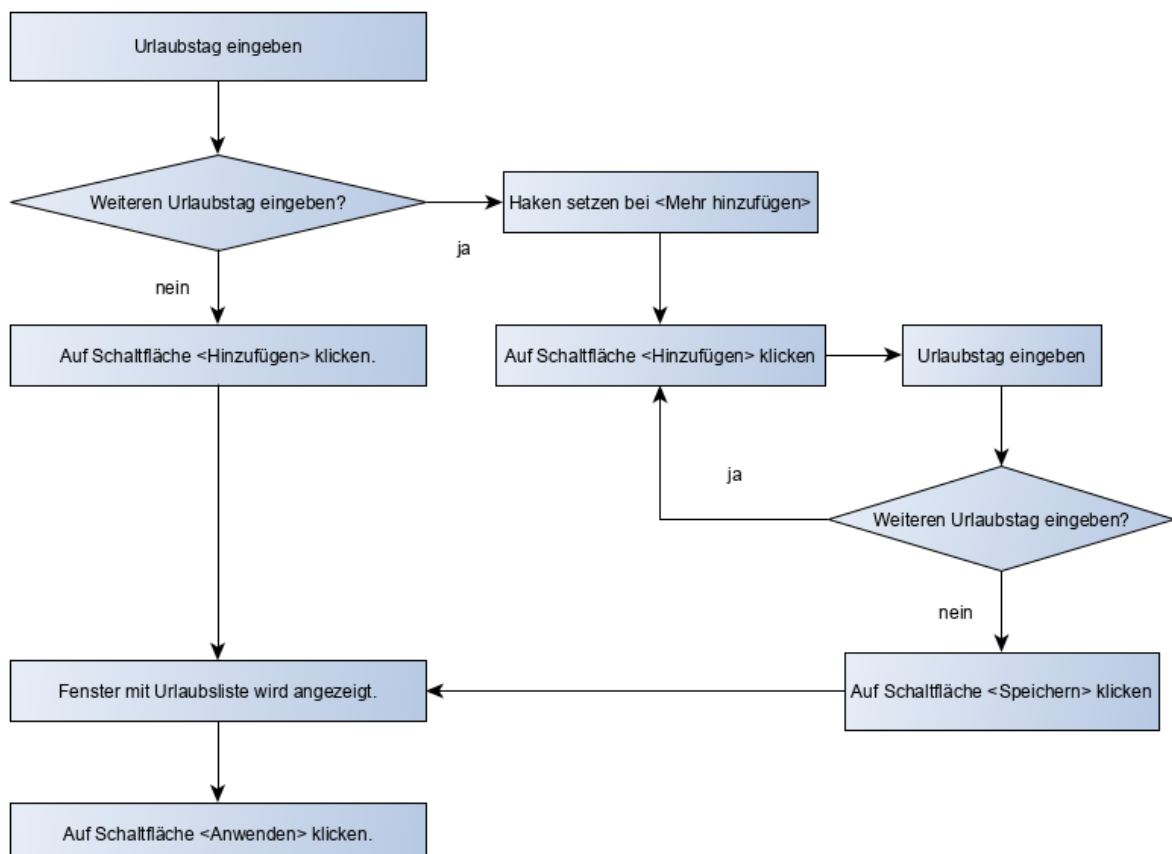 Urlaubstag eingeben
Weiteren Urlaubstag eingeben?
Haken setzen bei <Mehr hinzufügen>
ja
nein
Auf Schaltfläche <Hinzufügen> klicken.
Auf Schaltfläche <Hinzufügen> klicken
Urlaubstag eingeben
ja
Weiteren Urlaubstag eingeben?
nein
Fenster mit Urlaubsliste wird angezeigt.
Auf Schaltfläche <Speichern> klicken
Auf Schaltfläche <Anwenden> klicken.